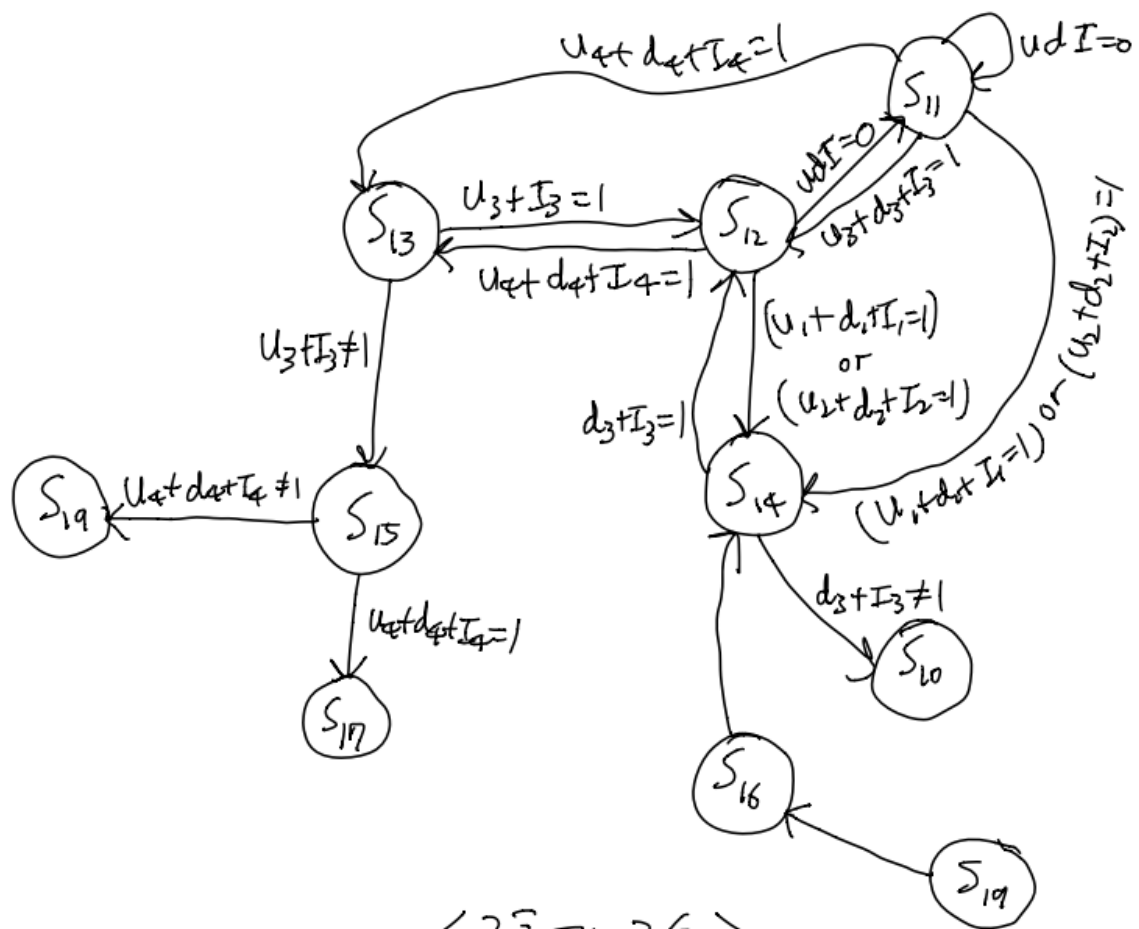 u₄+d₄+I₄=1
udI=0
S₁₁
udI=0
u₃+d₃+I₃=1
S₁₃
u₃+I₃=1
S₁₂
u₄+d₄+I₄=1
(u₁+d₁+I₁=1)
or
(u₂+d₂+I₂=1)
(u₁+d₁+I₁=1) or (u₂+d₂+I₂)=1
u₃+I₃≠1
d₃+I₃=1
S₁₉
u₄+d₄+I₄≠1
S₁₅
S₁₄
d₃+I₃≠1
u₄+d₄+I₄=1
S₁₀
S₁₇
S₁₆
S₁₉